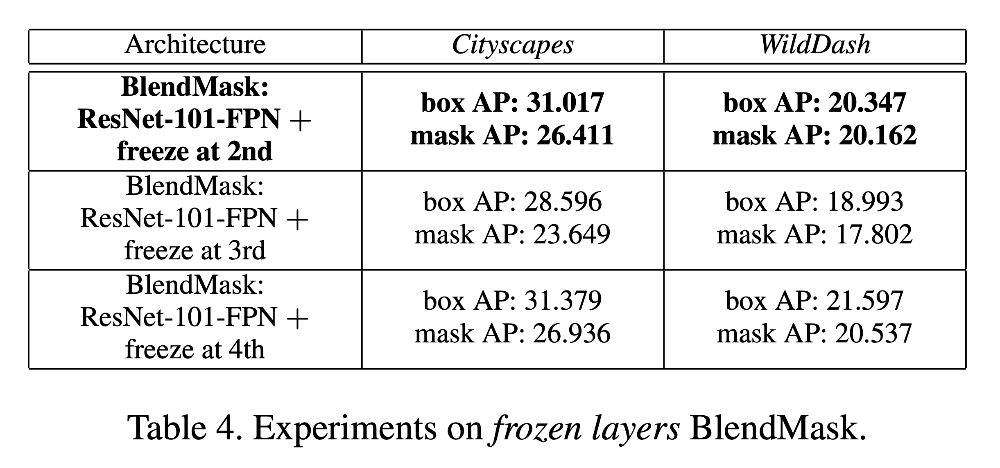 Architecture
Cityscapes
WildDash
BlendMask:
ResNet-101-FPN +
freeze at 2nd
box AP: 31.017
mask AP: 26.411
box AP: 20.347
mask AP: 20.162
BlendMask:
ResNet-101-FPN +
freeze at 3rd
box AP: 28.596
mask AP: 23.649
box AP: 18.993
mask AP: 17.802
BlendMask:
ResNet-101-FPN +
freeze at 4th
box AP: 31.379
mask AP: 26.936
box AP: 21.597
mask AP: 20.537
Table 4. Experiments on frozen layers BlendMask.